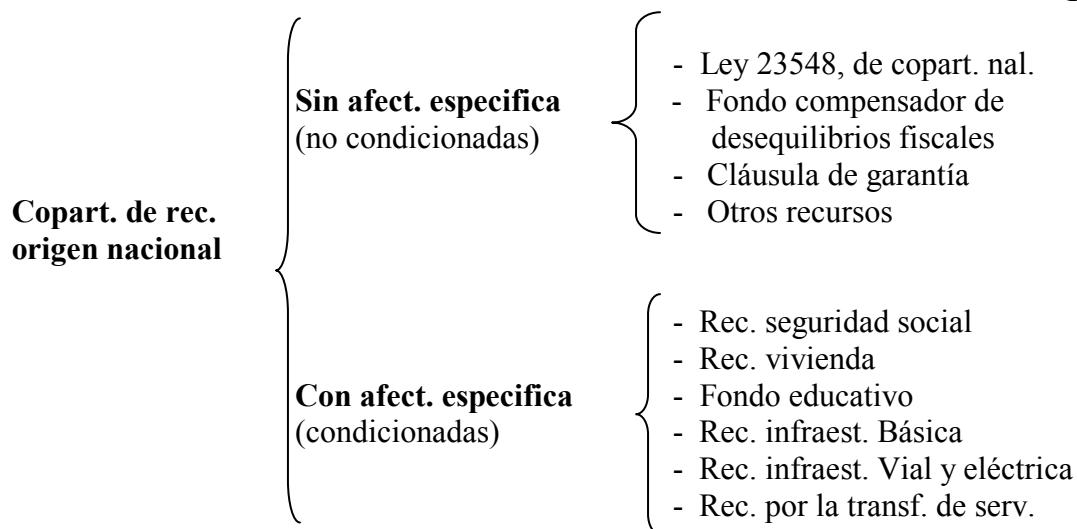 Copart. de rec.
origen nacional
Sin afect. especifica
(no condicionadas)
- Ley 23548, de copart. nal.
- Fondo compensador de
desequilibrios fiscales
- Cláusula de garantía
- Otros recursos
Con afect. especifica
(condicionadas)
- Rec. seguridad social
- Rec. vivienda
- Fondo educativo
- Rec. infraest. Básica
- Rec. infraest. Vial y eléctrica
- Rec. por la transf. de serv.